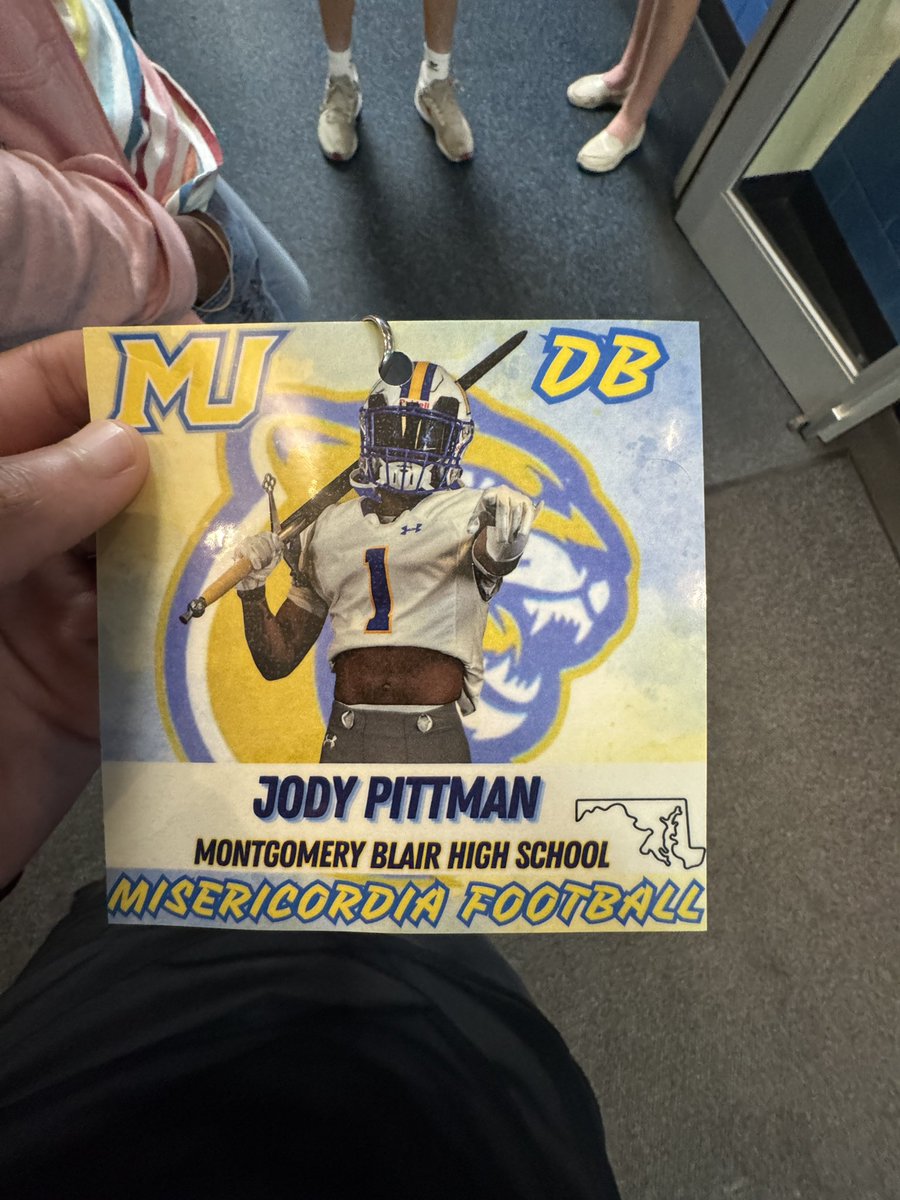 MU
DB
1
JODY PITTMAN
MONTGOMERY BLAIR HIGH SCHOOL
MISERICORDIA FOOTBALL